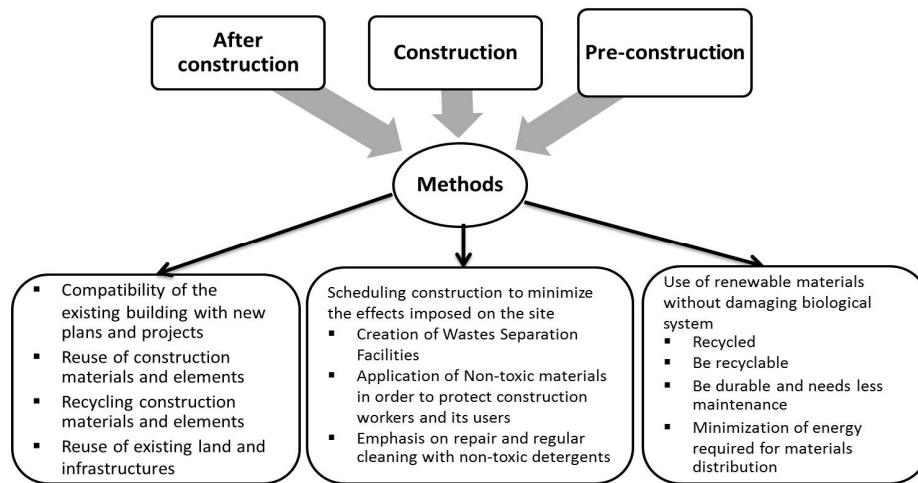 After
construction
Construction
Pre-construction
Methods
▪ Compatibility of the
existing building with new
plans and projects
▪ Reuse of construction
materials and elements
▪ Recycling construction
materials and elements
▪ Reuse of existing land and
infrastructures
Scheduling construction to minimize
the effects imposed on the site
▪ Creation of Wastes Separation
Facilities
▪ Application of Non-toxic materials
in order to protect construction
workers and its users
▪ Emphasis on repair and regular
cleaning with non-toxic detergents
Use of renewable materials
without damaging biological
system
▪ Recycled
▪ Be recyclable
▪ Be durable and needs less
maintenance
▪ Minimization of energy
required for materials
distribution